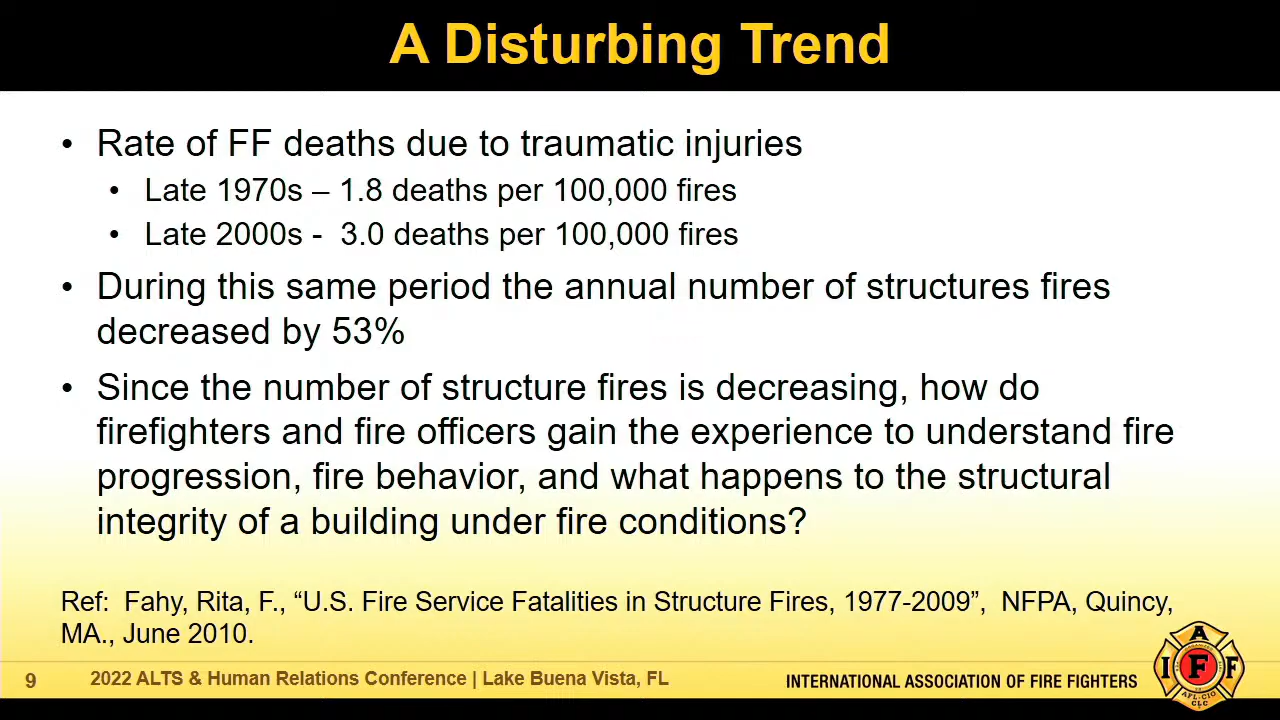 A Disturbing Trend
• Rate of FF deaths due to traumatic injuries
• Late 1970s – 1.8 deaths per 100,000 fires
• Late 2000s -  3.0 deaths per 100,000 fires
• During this same period the annual number of structures fires
decreased by 53%
• Since the number of structure fires is decreasing, how do
firefighters and fire officers gain the experience to understand fire
progression, fire behavior, and what happens to the structural
integrity of a building under fire conditions?
Ref:  Fahy, Rita, F., “U.S. Fire Service Fatalities in Structure Fires, 1977-2009”,  NFPA, Quincy,
MA., June 2010.
9
2022 ALTS & Human Relations Conference | Lake Buena Vista, FL
INTERNATIONAL ASSOCIATION OF FIRE FIGHTERS
A
I F F
AFL-CIO
CLC